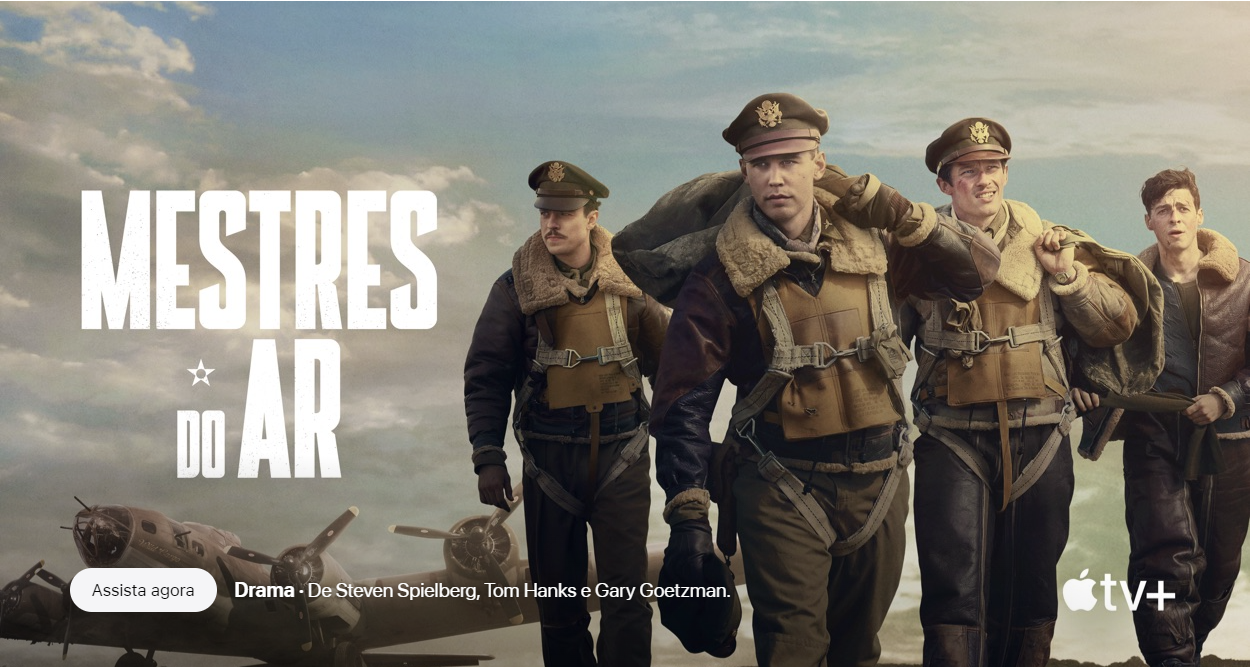 MESTRES
DO AR
Assista agora
Drama · De Steven Spielberg, Tom Hanks e Gary Goetzman.
tv+